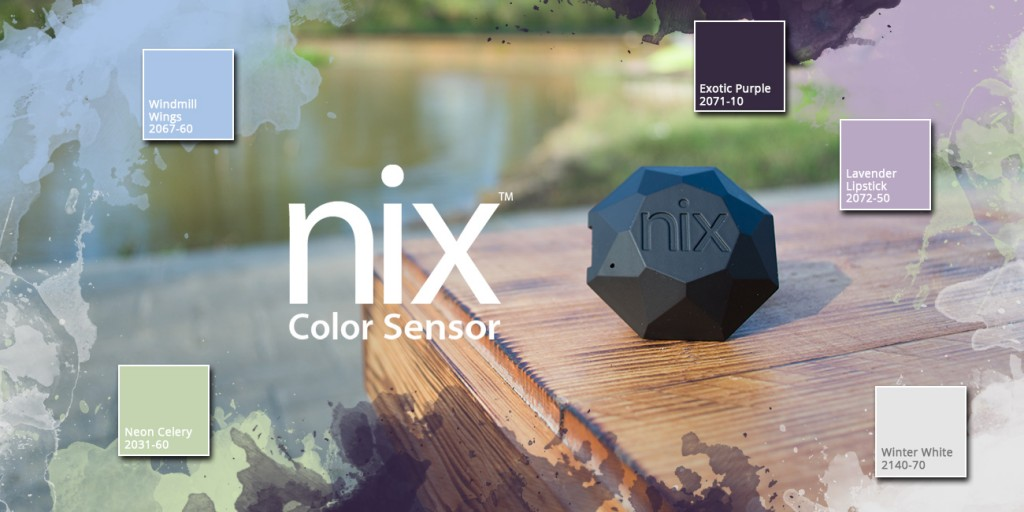 Windmill
Wings
2067-60
Exotic Purple
2071-10
Lavender
Lipstick
2072-50
nix™
Color Sensor
nix
Neon Celery
2031-60
Winter White
2140-70